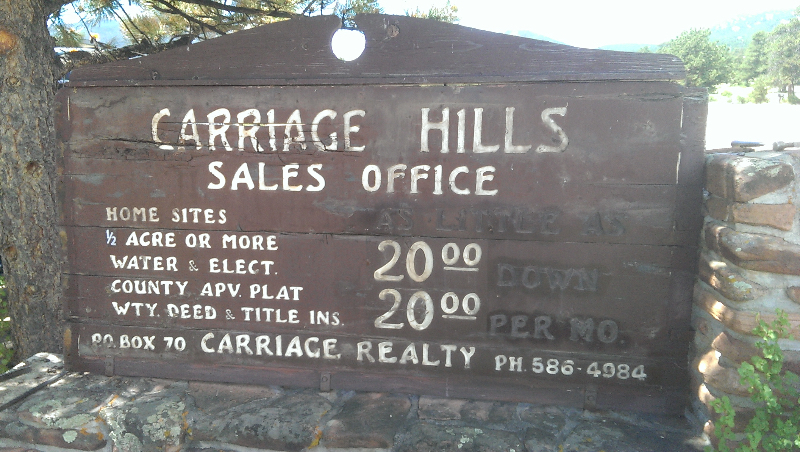 CARRIAGE HILLS
SALES OFFICE
HOME SITES AS LITTLE AS
½ ACRE OR MORE
WATER & ELECT. 20 00 DOWN
COUNTY APV. PLAT
WTY. DEED & TITLE INS. 20 00 PER MO.
P.O. BOX 70 CARRIAGE REALTY PH. 586-4984